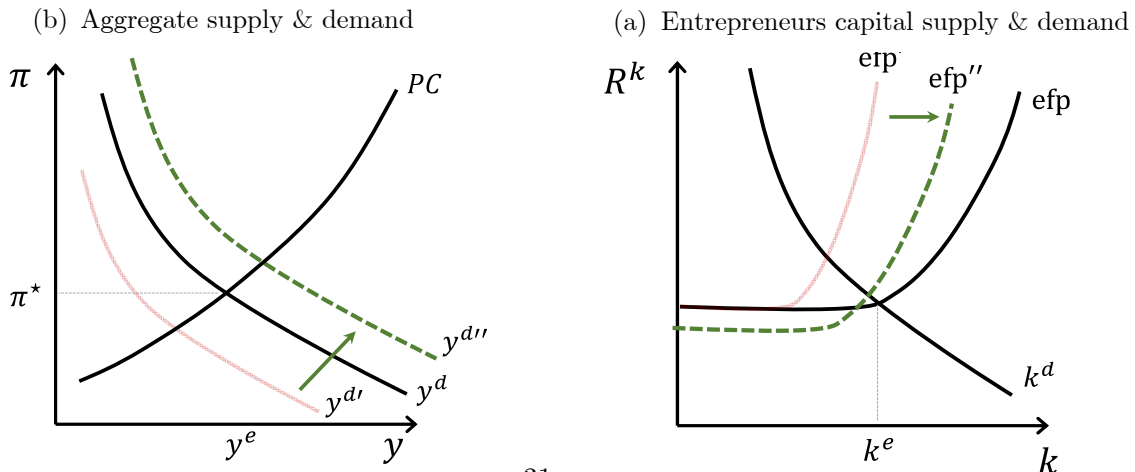 (b) Aggregate supply & demand
π
PC
π⋆
y^{d''}
y^{d'}
y^d
y^e
y
(a) Entrepreneurs capital supply & demand
R^k
efp''
efp
k^d
k^e
k